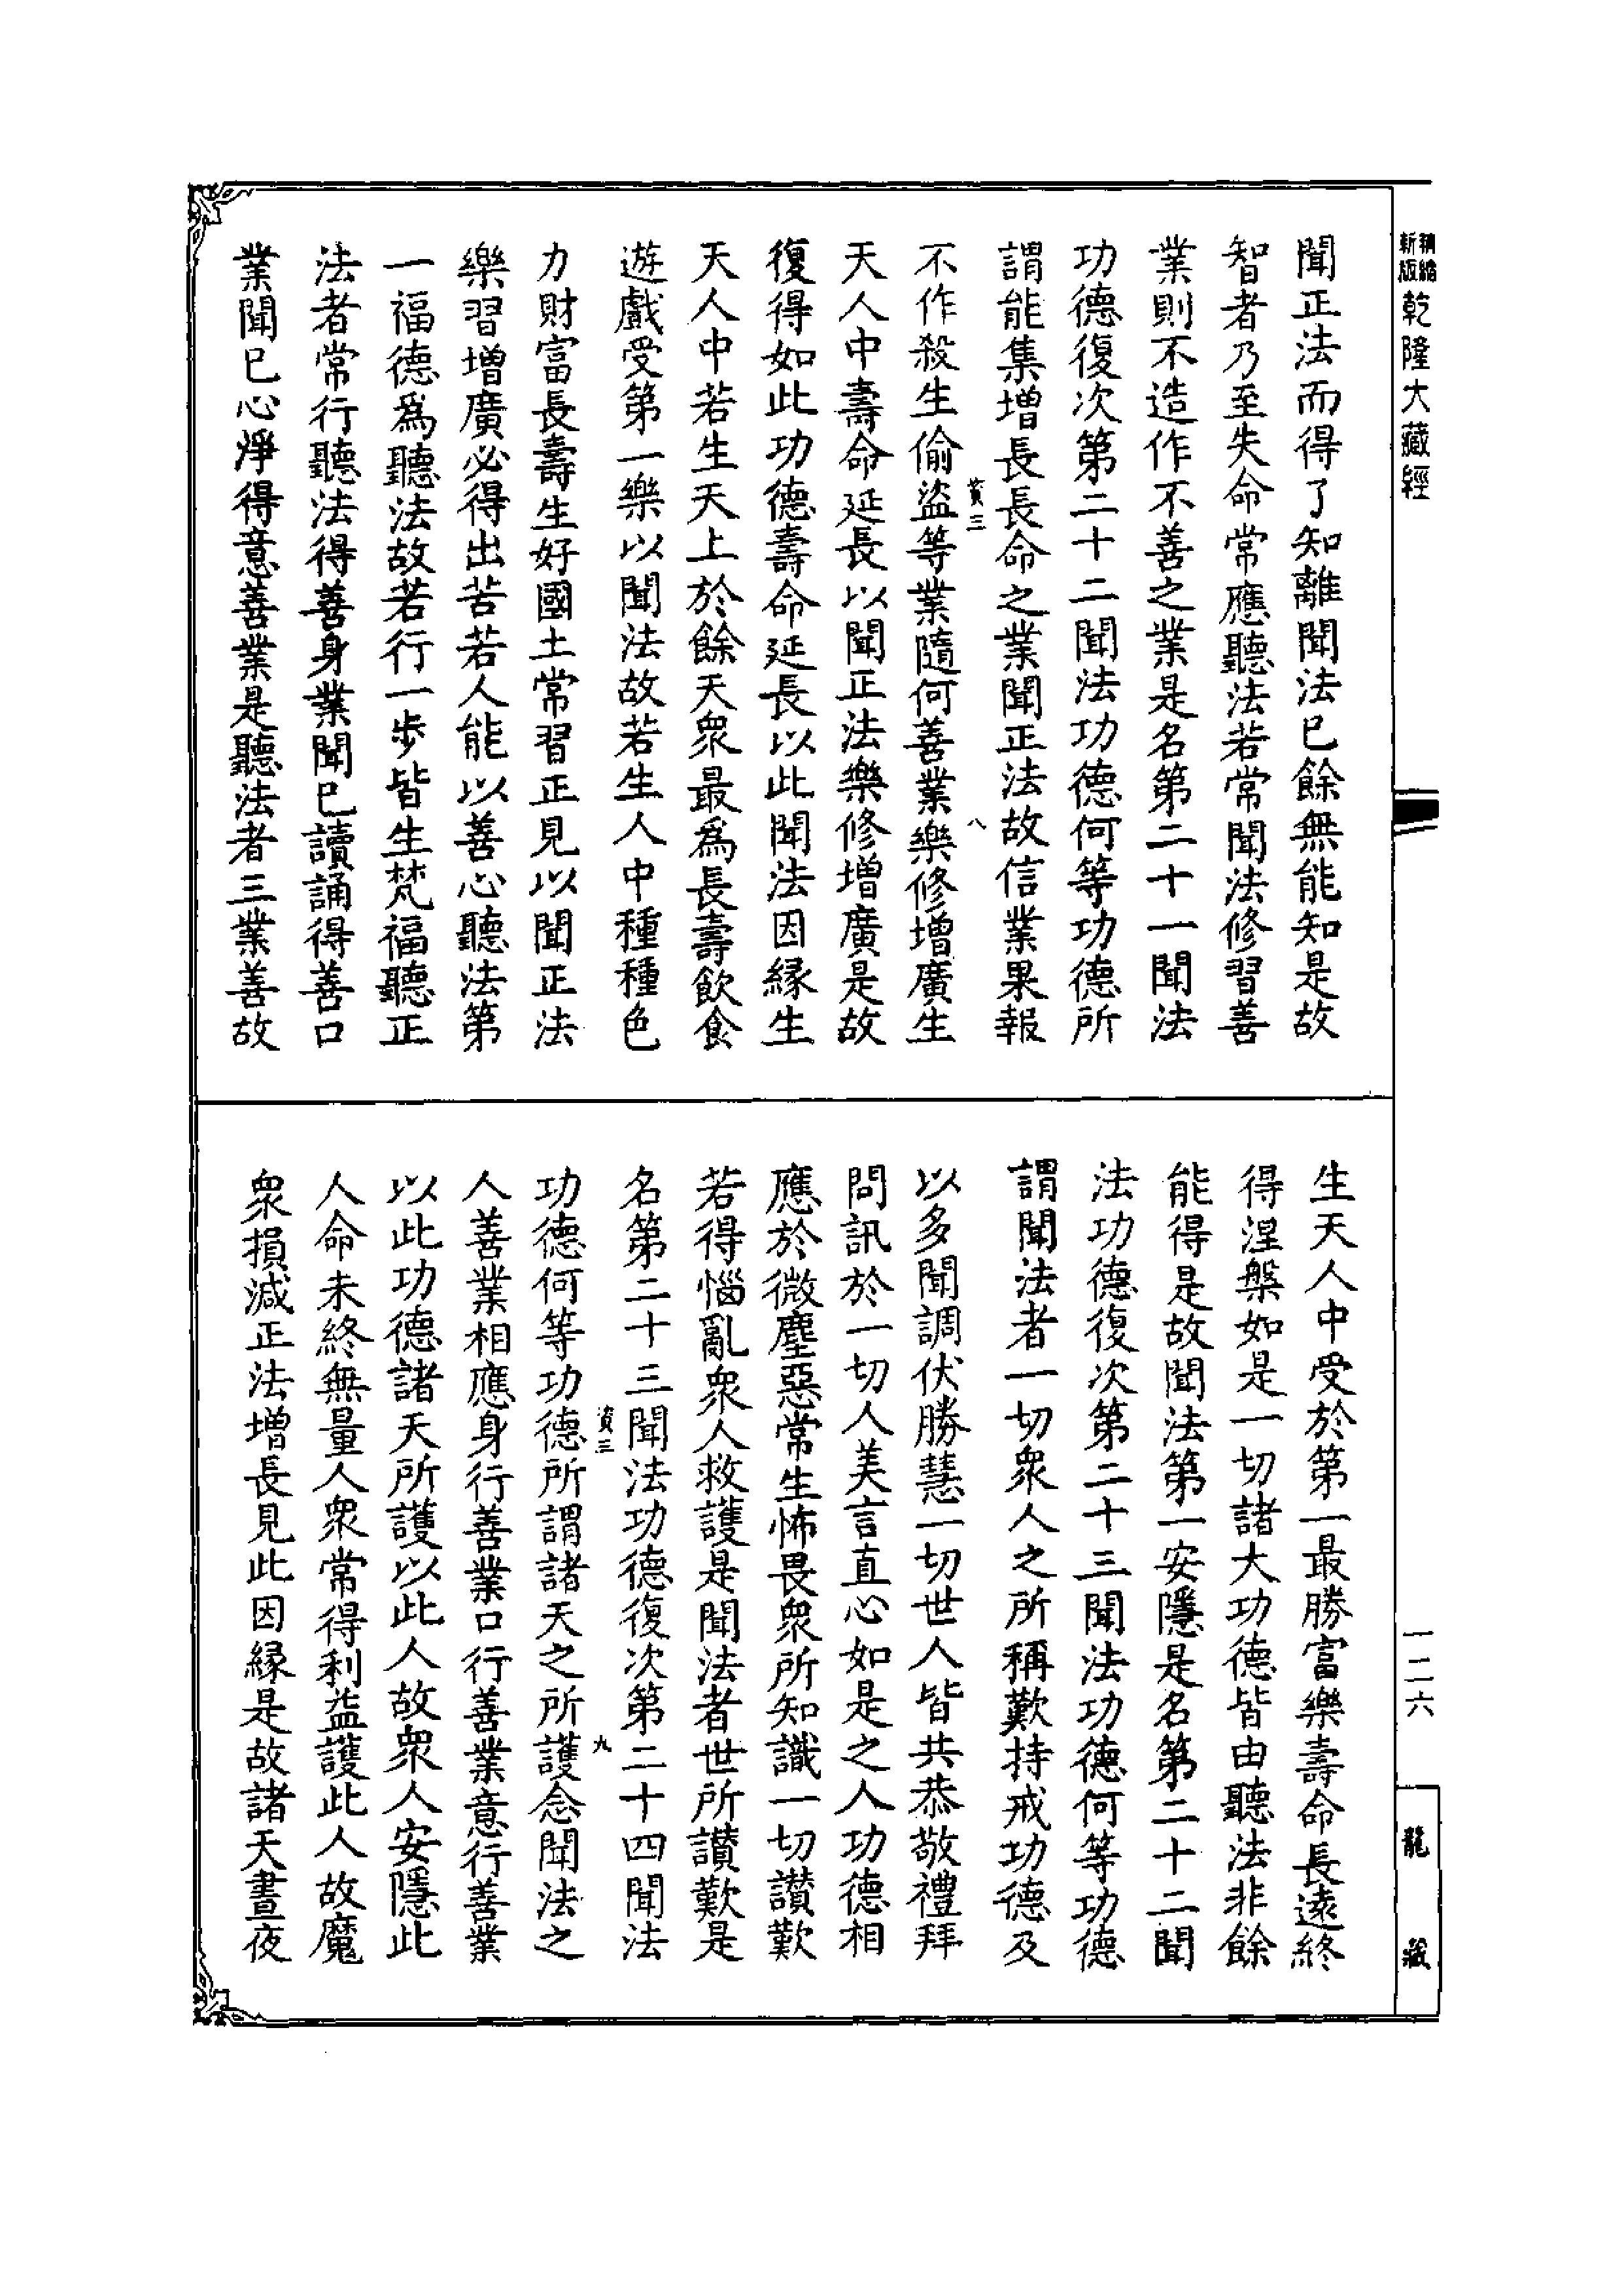 精縮新版乾隆大藏經
聞正法而得了知離聞法已餘無能知是故
智者乃至失命常應聽法若常聞法修習善
業則不造作不善之業是名第二十一聞法
功德復次第二十二聞法功德何等功德所
謂能集增長長命之業聞正法故信業果報
資三 八
不作殺生偷盜等業隨何善業樂修增廣生
天人中壽命延長以聞正法樂修增廣是故
復得如此功德壽命延長以此聞法因緣生
天人中若生天上於餘天衆最爲長壽飲食
遊戲受第一樂以聞法故若生人中種種色
力財富長壽生好國土常習正見以聞正法
樂習增廣必得出苦若人能以善心聽法第
一福德爲聽法故若行一步皆生梵福聽正
法者常行聽法得善身業聞已讀誦得善口
業聞已心淨得意善業是聽法者三業善故
生天人中受於第一最勝富樂壽命長遠終
得涅槃如是一切諸大功德皆由聽法非餘
能得是故聞法第一安隱是名第二十二聞
法功德復次第二十三聞法功德何等功德
謂聞法者一切衆人之所稱歎持戒功德及
以多聞調伏勝慧一切世人皆共恭敬禮拜
問訊於一切人美言直心如是之人功德相
應於微塵惡常生怖畏衆所知識一切讚歎
若得惱亂衆人救護是聞法者世所讚歎是
名第二十三聞法功德復次第二十四聞法
資三 九
功德何等功德所謂諸天之所護念聞法之
人善業相應身行善業口行善業意行善業
以此功德諸天所護以此人故衆人安隱此
人命未終無量人衆常得利益護此人故魔
衆損減正法增長見此因緣是故諸天晝夜
一二六
龍藏